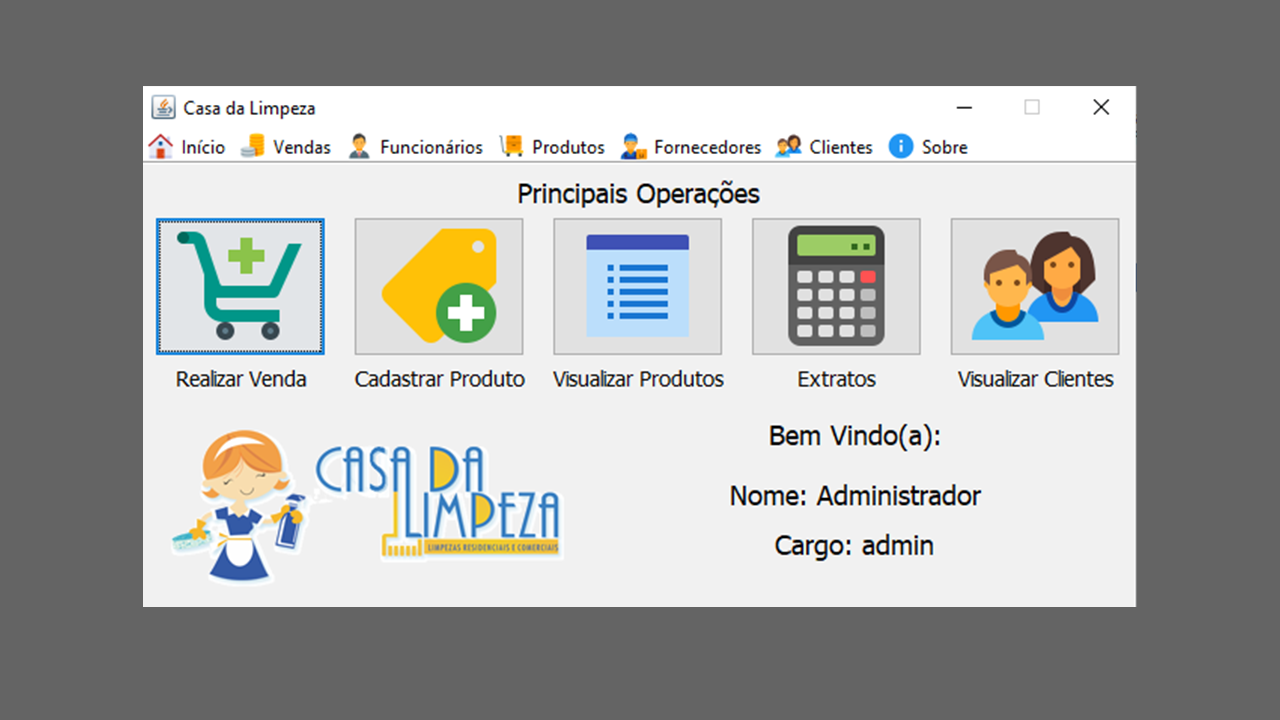 Casa da Limpeza
Início Vendas Funcionários Produtos Fornecedores Clientes Sobre
Principais Operações
Realizar Venda Cadastrar Produto Visualizar Produtos Extratos Visualizar Clientes
CASA DA
LIMPEZA
LIMPEZAS RESIDENCIAIS E COMERCIAIS
Bem Vindo(a):
Nome: Administrador
Cargo: admin